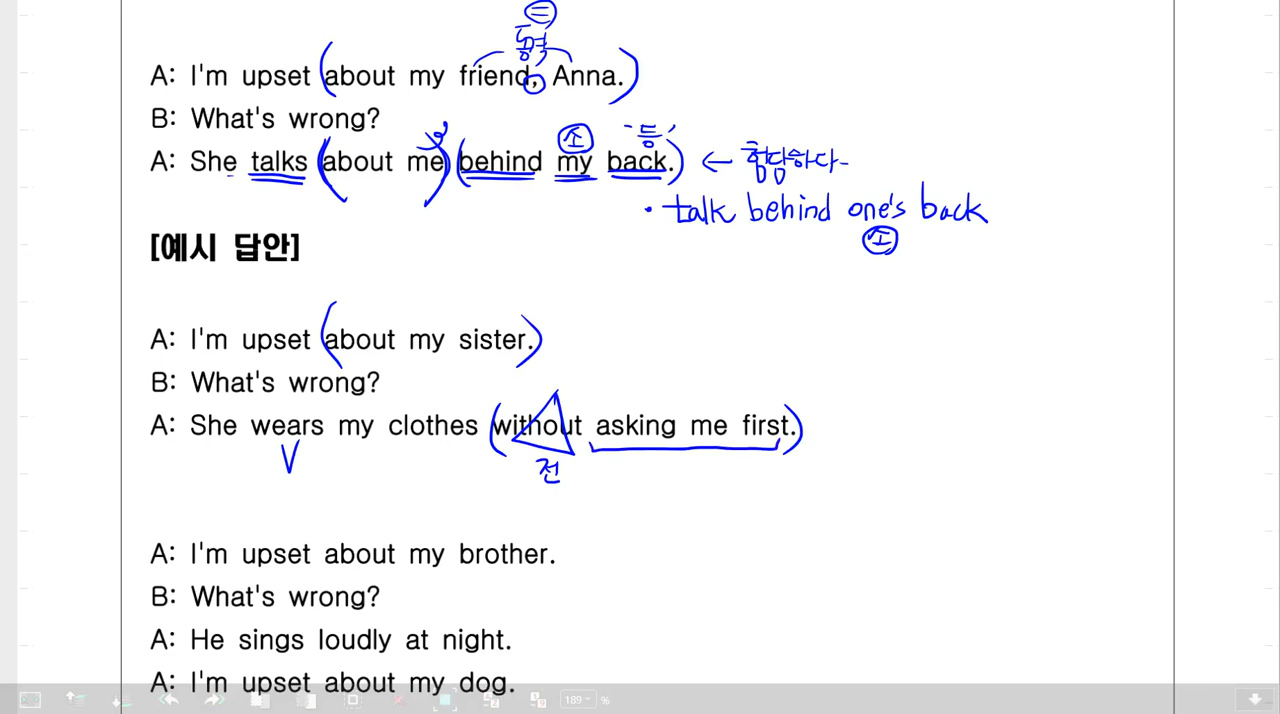 동격
A: I'm upset (about my friend, Anna.)
B: What's wrong?
소 '등'
A: She talks (about me) (behind my back.) ← 험담하다-
· talk behind one's back
소
[예시 답안]
A: I'm upset (about my sister.)
B: What's wrong?
A: She wears my clothes (without asking me first.)
V
전
A: I'm upset about my brother.
B: What's wrong?
A: He sings loudly at night.
A: I'm upset about my dog.
189 %